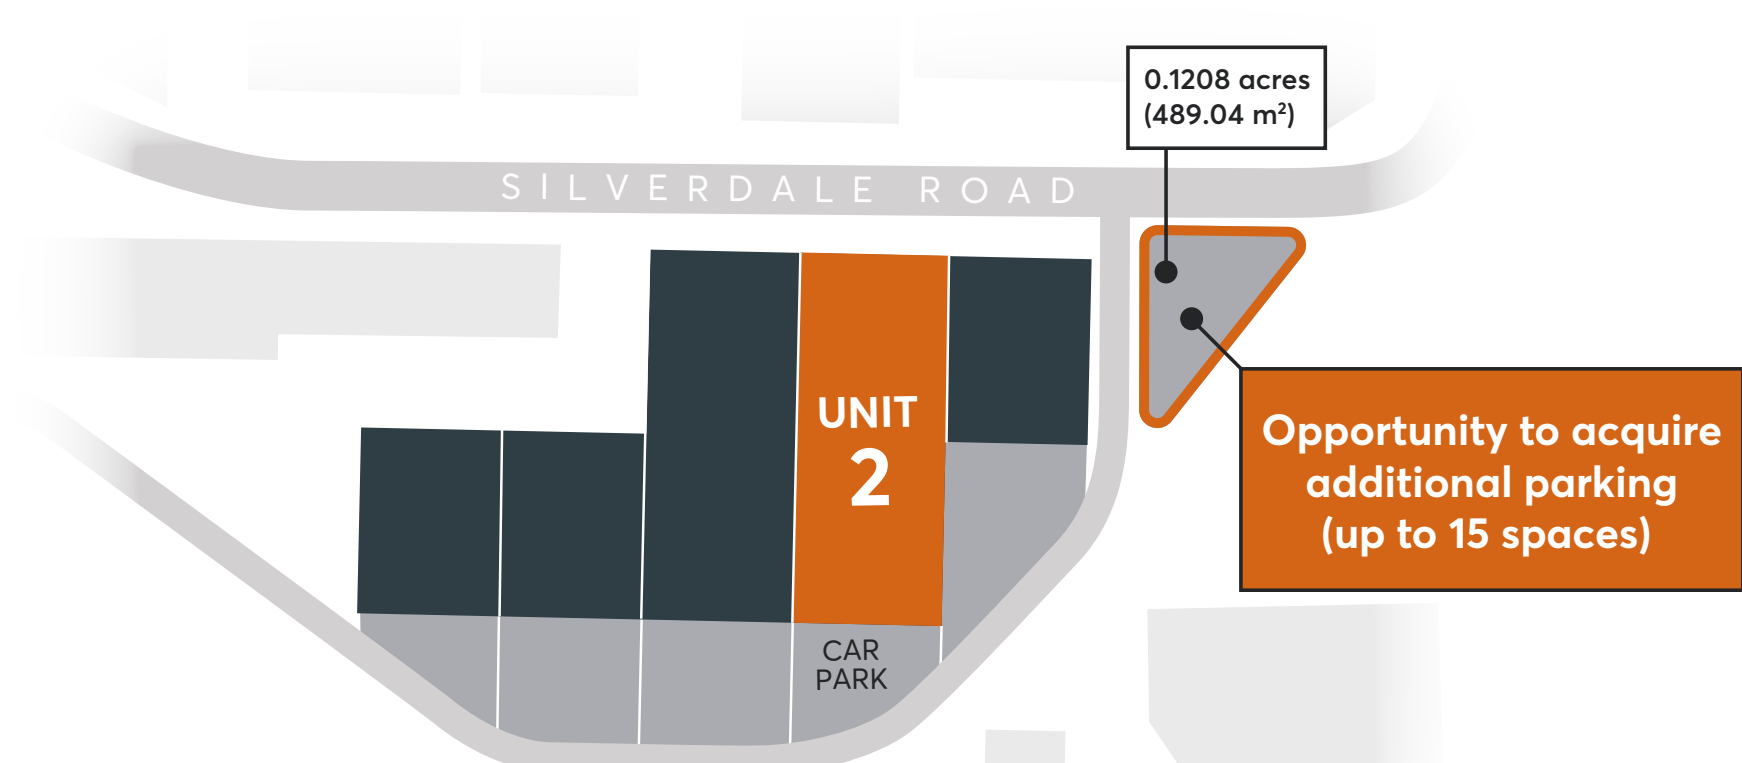 0.1208 acres
(489.04 m²)
SILVERDALE ROAD
UNIT
2
Opportunity to acquire
additional parking
(up to 15 spaces)
CAR
PARK